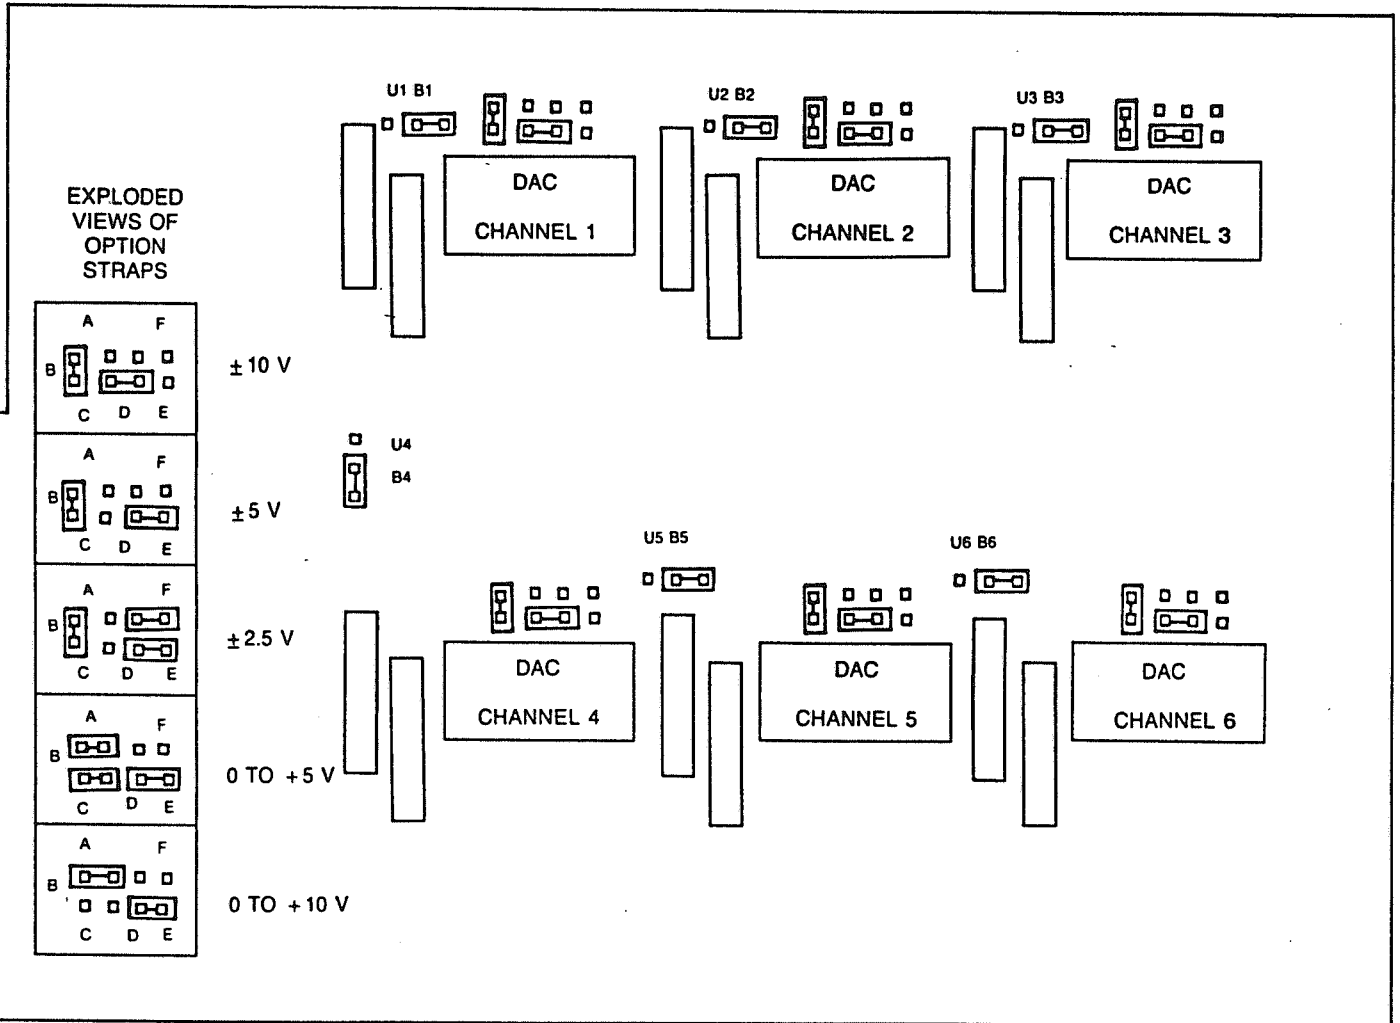 U1 B1
U2 B2
U3 B3
DAC
CHANNEL 1
DAC
CHANNEL 2
DAC
CHANNEL 3
EXPLODED
VIEWS OF
OPTION
STRAPS
A F
B
C D E
± 10 V
A F
B
C D E
± 5 V
A F
B
C D E
± 2.5 V
A F
B
C D E
0 TO + 5 V
A F
B
C D E
0 TO + 10 V
U4
B4
U5 B5
U6 B6
DAC
CHANNEL 4
DAC
CHANNEL 5
DAC
CHANNEL 6